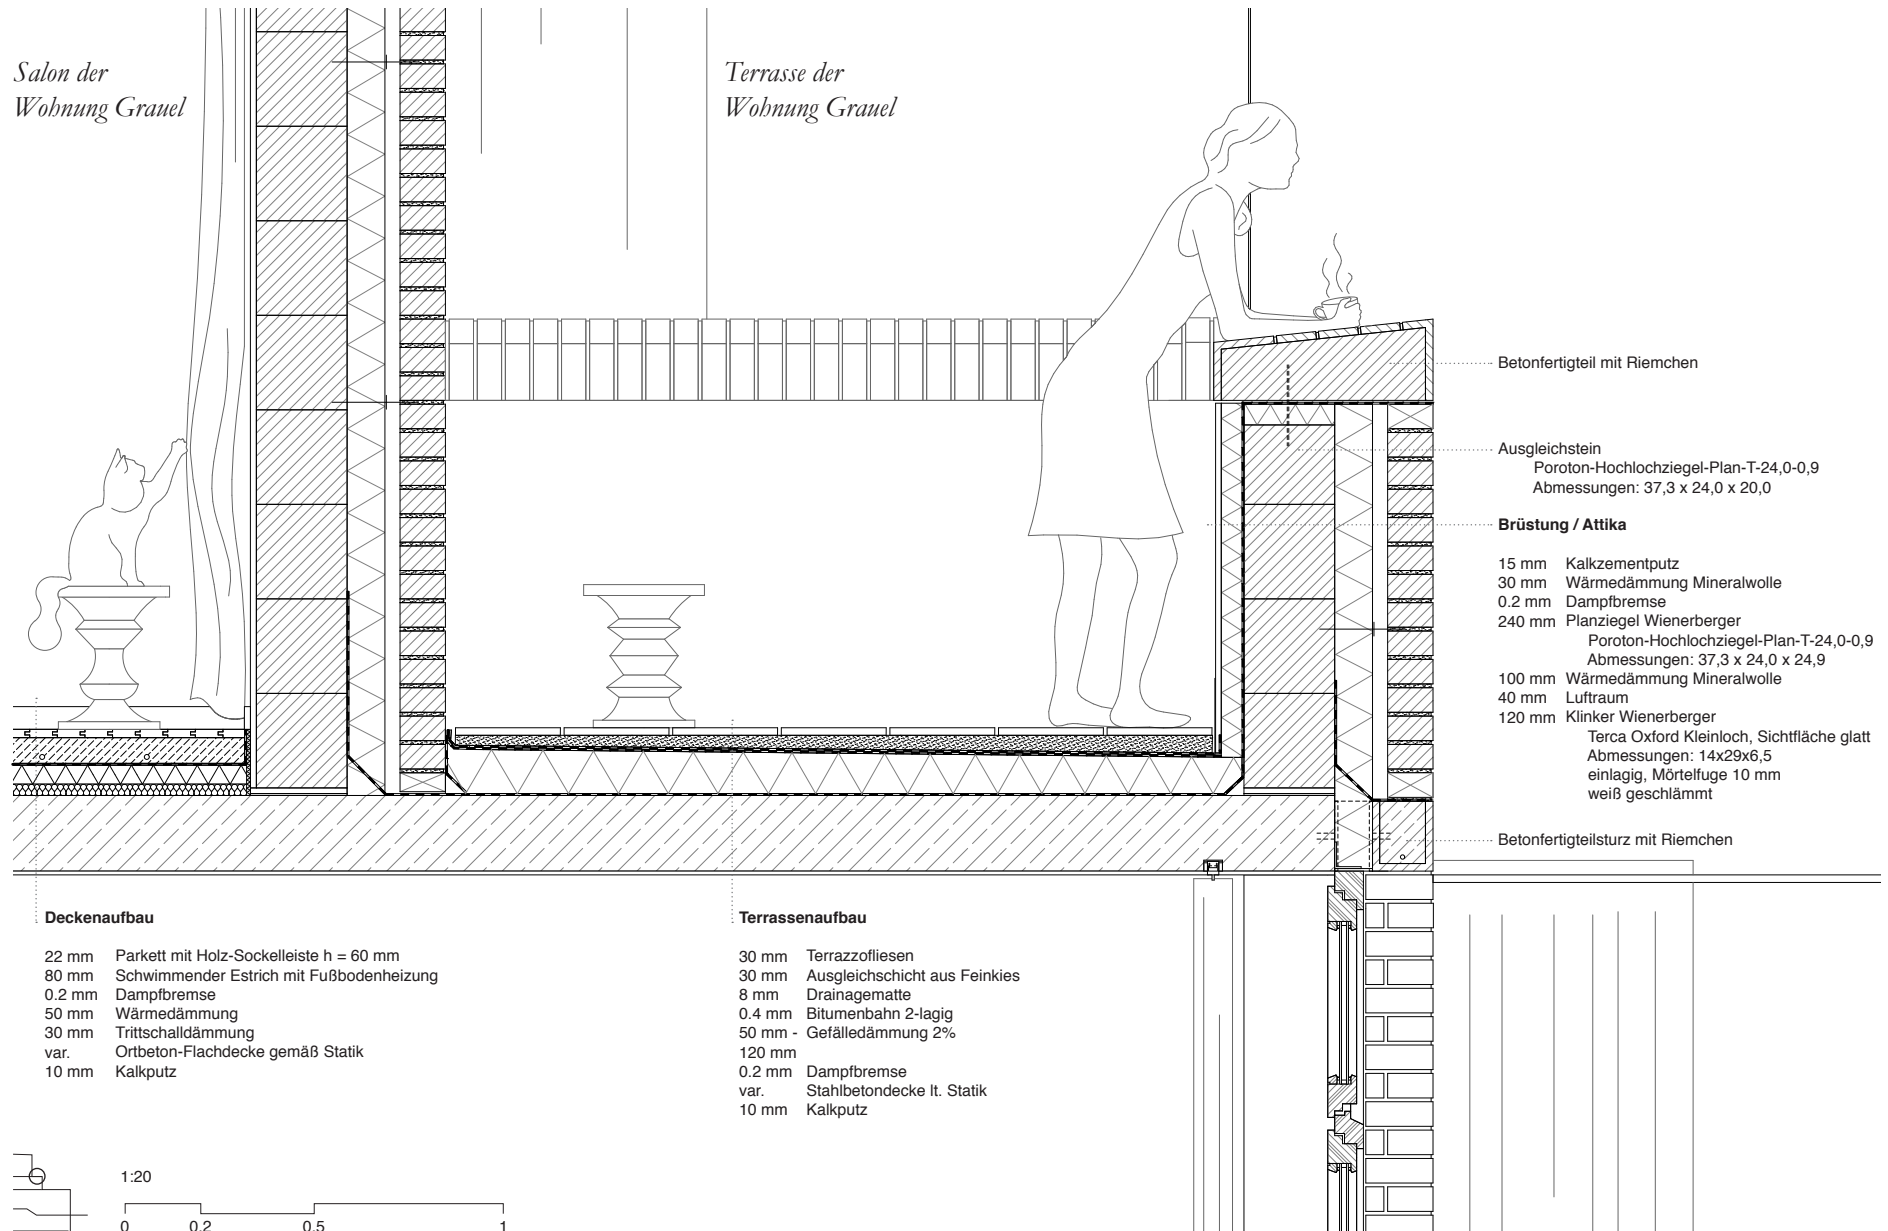 Salon der
Wohnung Grauel
Terrasse der
Wohnung Grauel
Betonfertigteil mit Riemchen
Ausgleichstein
Poroton-Hochlochziegel-Plan-T-24,0-0,9
Abmessungen: 37,3 x 24,0 x 20,0
Brüstung / Attika
15 mm Kalkzementputz
30 mm Wärmedämmung Mineralwolle
0.2 mm Dampfbremse
240 mm Planziegel Wienerberger
Poroton-Hochlochziegel-Plan-T-24,0-0,9
Abmessungen: 37,3 x 24,0 x 24,9
100 mm Wärmedämmung Mineralwolle
40 mm Luftraum
120 mm Klinker Wienerberger
Terca Oxford Kleinloch, Sichtfläche glatt
Abmessungen: 14x29x6,5
einlagig, Mörtelfuge 10 mm
weiß geschlämmt
Betonfertigteilsturz mit Riemchen
Deckenaufbau
22 mm Parkett mit Holz-Sockelleiste h = 60 mm
80 mm Schwimmender Estrich mit Fußbodenheizung
0.2 mm Dampfbremse
50 mm Wärmedämmung
30 mm Trittschalldämmung
var. Ortbeton-Flachdecke gemäß Statik
10 mm Kalkputz
Terrassenaufbau
30 mm Terrazzofliesen
30 mm Ausgleichschicht aus Feinkies
8 mm Drainagematte
0.4 mm Bitumenbahn 2-lagig
50 mm - Gefälledämmung 2%
120 mm
0.2 mm Dampfbremse
var. Stahlbetondecke lt. Statik
10 mm Kalkputz
1:20
0 0.2 0.5 1